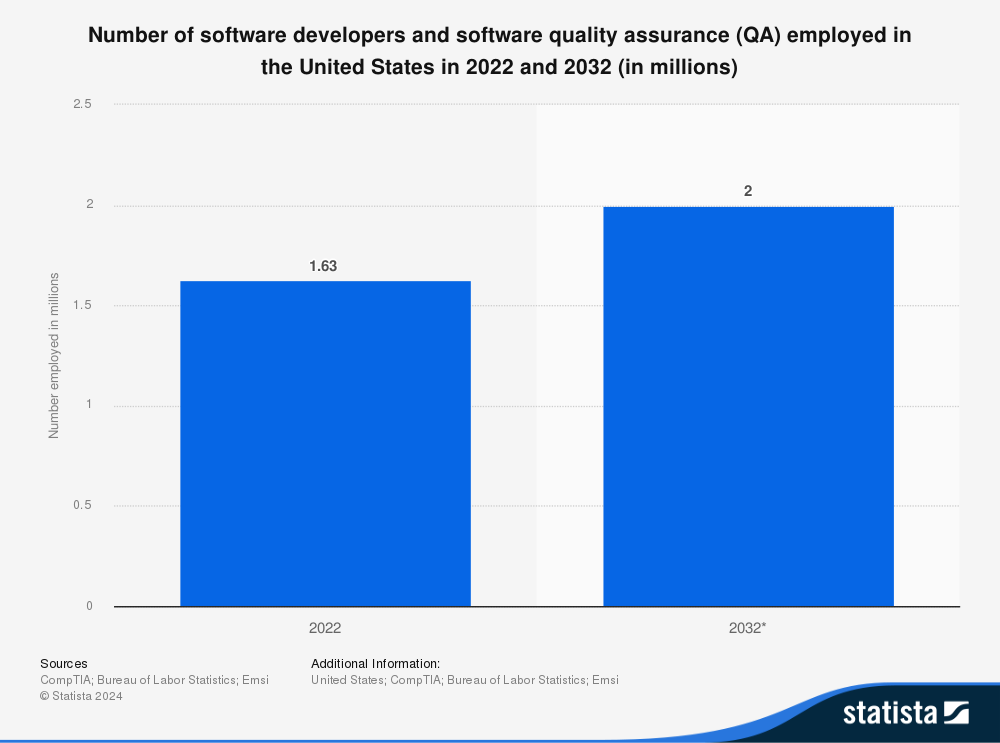 Number of software developers and software quality assurance (QA) employed in
the United States in 2022 and 2032 (in millions)
2.5
2
1.5
1
0.5
0
Number employed in millions
1.63
2
2022
2032*
Sources
CompTIA; Bureau of Labor Statistics; Emsi
© Statista 2024
Additional Information:
United States; CompTIA; Bureau of Labor Statistics; Emsi
statista